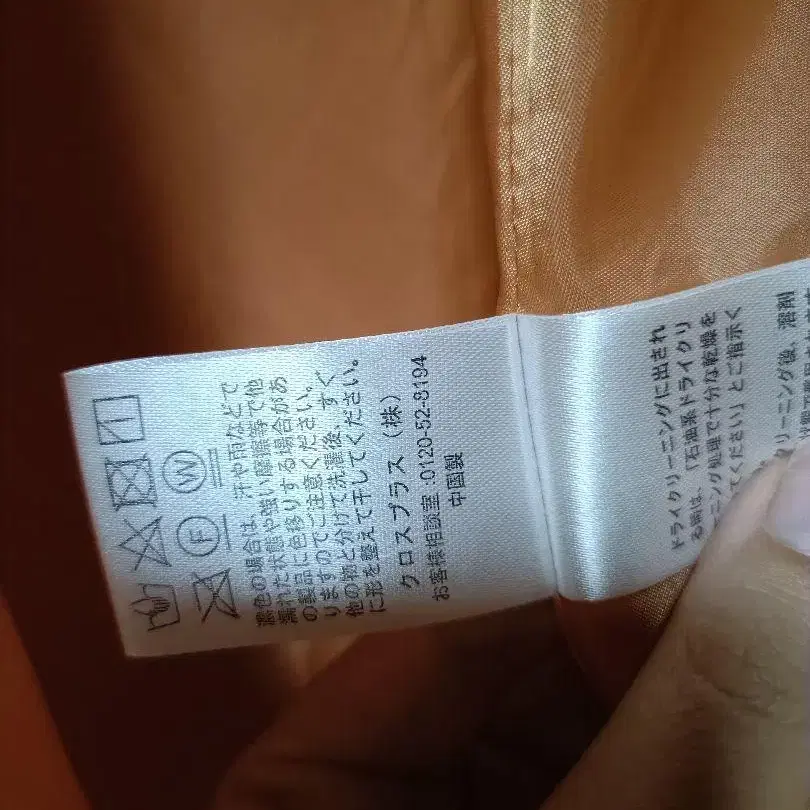 W
F
濃色の場合は、汗や雨などで
濡れた状態や強い摩擦等で他
の製品に色移りする場合があ
りますのでご注意ください。
他の物と分けて洗濯後、すぐ
に形を整えて干してください。
クロスプラス（株）
お客様相談室:0120-52-8194
中国製
ドライクリーニングに出され
る時は、「石油系ドライクリ
ーニング処理で十分な乾燥を
てください」とご指示く
クリーニング後、溶剤